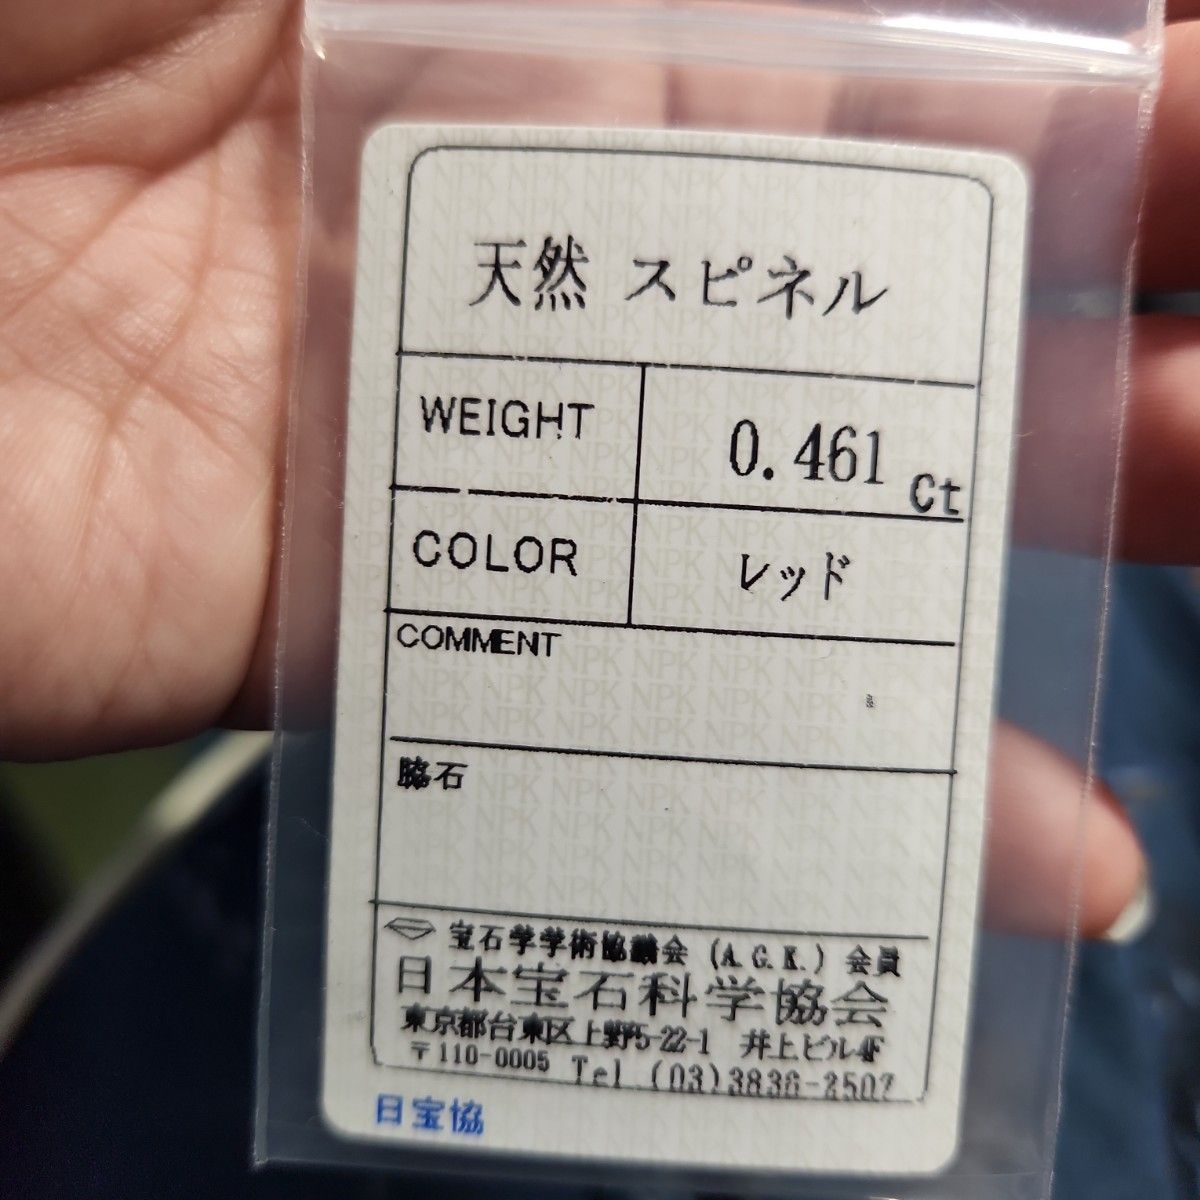 天然 スピネル
WEIGHT 0.461 Ct
COLOR レッド
COMMENT
脇石
宝石学学術協議会 (A.G.K.) 会員
日本宝石科学協会
東京都台東区上野5-22-1 井上ビル4F
〒110-0005 Tel (03)3836-2507
日宝協